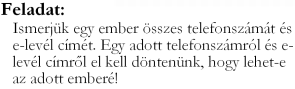 Feladat:
Ismerjük egy ember összes telefonszámát és
e-levél címét. Egy adott telefonszámról és e-
levél címről el kell döntenünk, hogy lehet-e
az adott emberé!